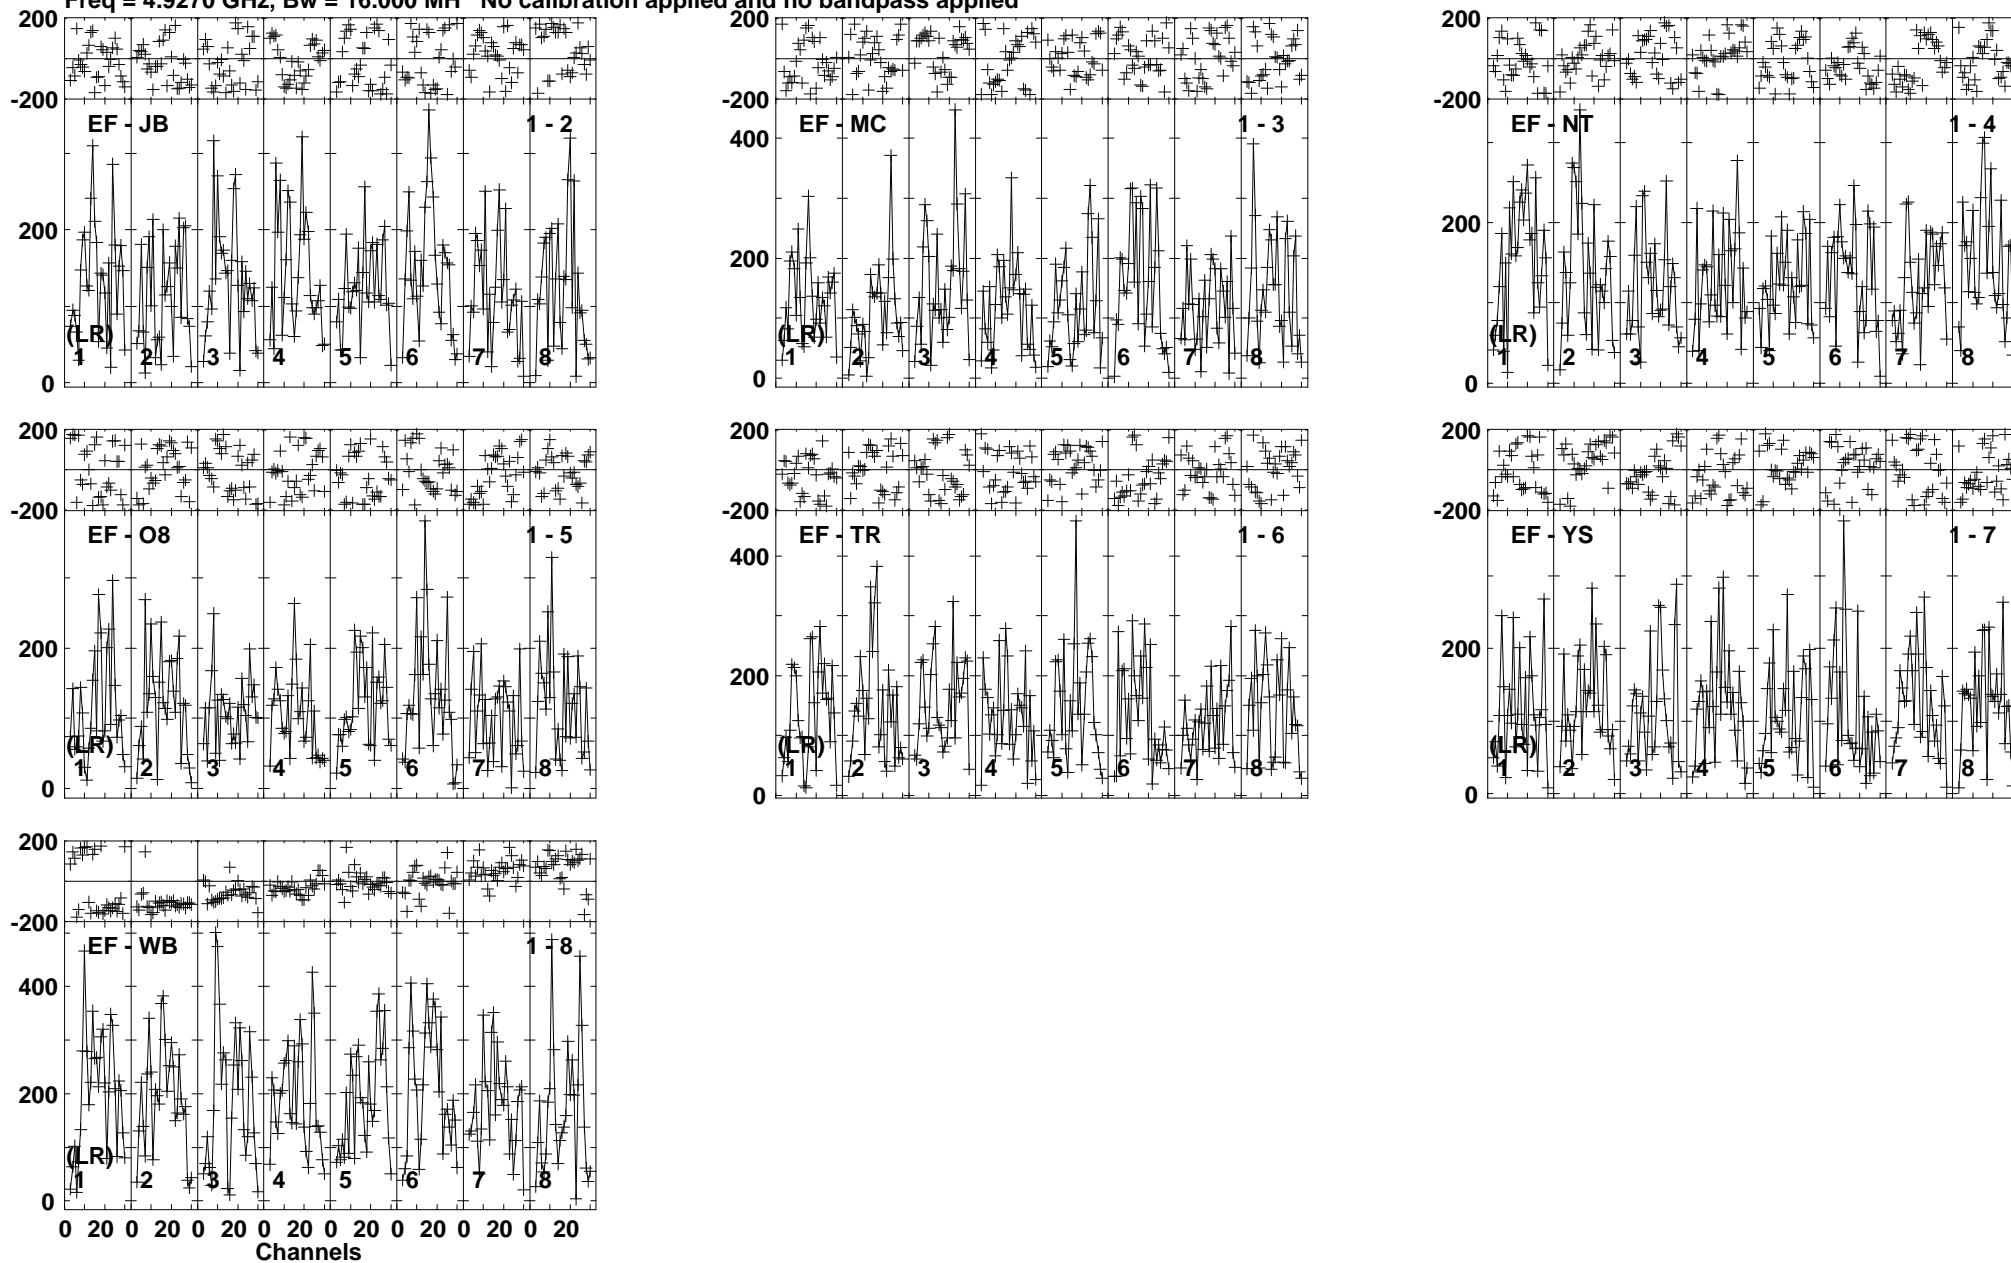 Freq = 4.9270 GHz, Bw = 16.000 MH No calibration applied and no bandpass applied
200
-200
EF - JB 1 - 2
200
(LR)
1 2 3 4 5 6 7 8
0
200
-200
EF - MC 1 - 3
400
200
(LR)
1 2 3 4 5 6 7 8
0
200
-200
EF - NT 1 - 4
200
(LR)
1 2 3 4 5 6 7 8
0
200
-200
EF - O8 1 - 5
200
(LR)
1 2 3 4 5 6 7 8
0
200
-200
EF - TR 1 - 6
400
200
(LR)
1 2 3 4 5 6 7 8
0
200
-200
EF - YS 1 - 7
200
(LR)
1 2 3 4 5 6 7 8
0
200
-200
EF - WB 1 - 8
400
200
(LR)
1 2 3 4 5 6 7 8
0
0 20 0 20 0 20 0 20 0 20 0 20 0 20 0 20
Channels